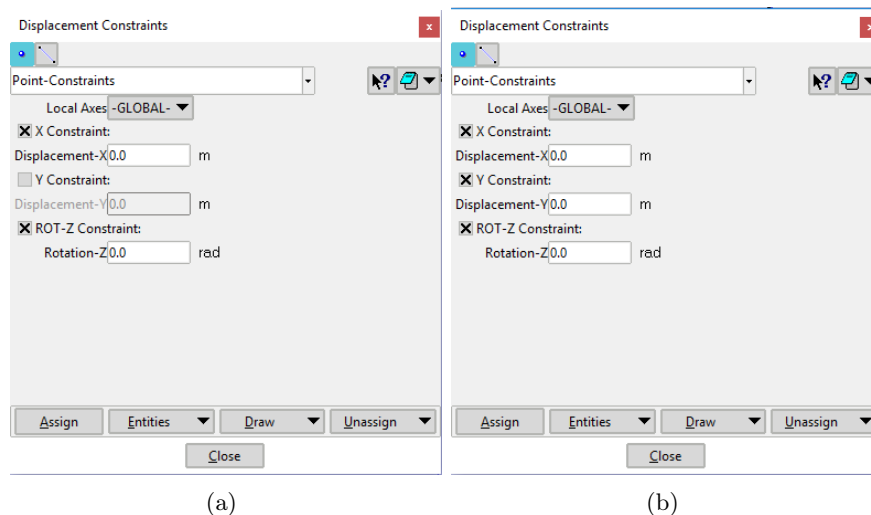 Displacement Constraints x
Point-Constraints
Local Axes -GLOBAL-
X Constraint:
Displacement-X 0.0 m
Y Constraint:
Displacement-Y 0.0 m
ROT-Z Constraint:
Rotation-Z 0.0 rad
Assign Entities Draw Unassign
Close
(a)
Displacement Constraints x
Point-Constraints
Local Axes -GLOBAL-
X Constraint:
Displacement-X 0.0 m
Y Constraint:
Displacement-Y 0.0 m
ROT-Z Constraint:
Rotation-Z 0.0 rad
Assign Entities Draw Unassign
Close
(b)